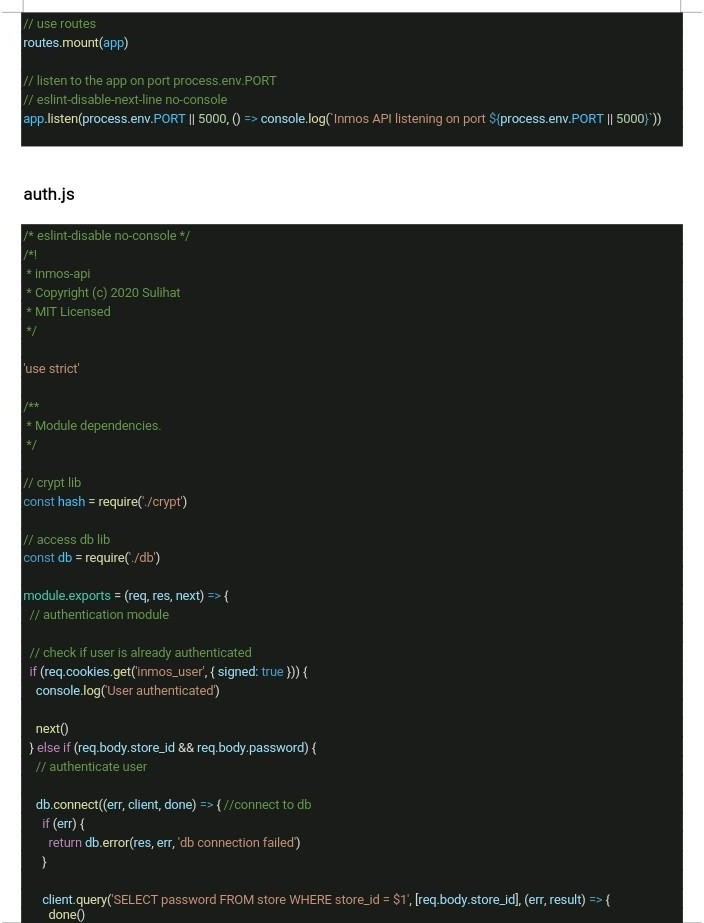 // use routes
routes.mount(app)
// listen to the app on port process.env.PORT
// eslint-disable-next-line no-console
app.listen(process.env.PORT || 5000, () => console.log(`Inmos API listening on port ${process.env.PORT || 5000}`))
auth.js
/* eslint-disable no-console */
/*!
 * inmos-api
 * Copyright (c) 2020 Sulihat
 * MIT Licensed
 */
'use strict'
/**
 * Module dependencies.
 */
// crypt lib
const hash = require('./crypt')
// access db lib
const db = require('./db')
module.exports = (req, res, next) => {
  // authentication module
  // check if user is already authenticated
  if (req.cookies.get('inmos_user', { signed: true })) {
    console.log('User authenticated')
    next()
  } else if (req.body.store_id && req.body.password) {
    // authenticate user
    db.connect((err, client, done) => { //connect to db
      if (err) {
        return db.error(res, err, 'db connection failed')
      }
      client.query('SELECT password FROM store WHERE store_id = $1', [req.body.store_id], (err, result) => {
        done()